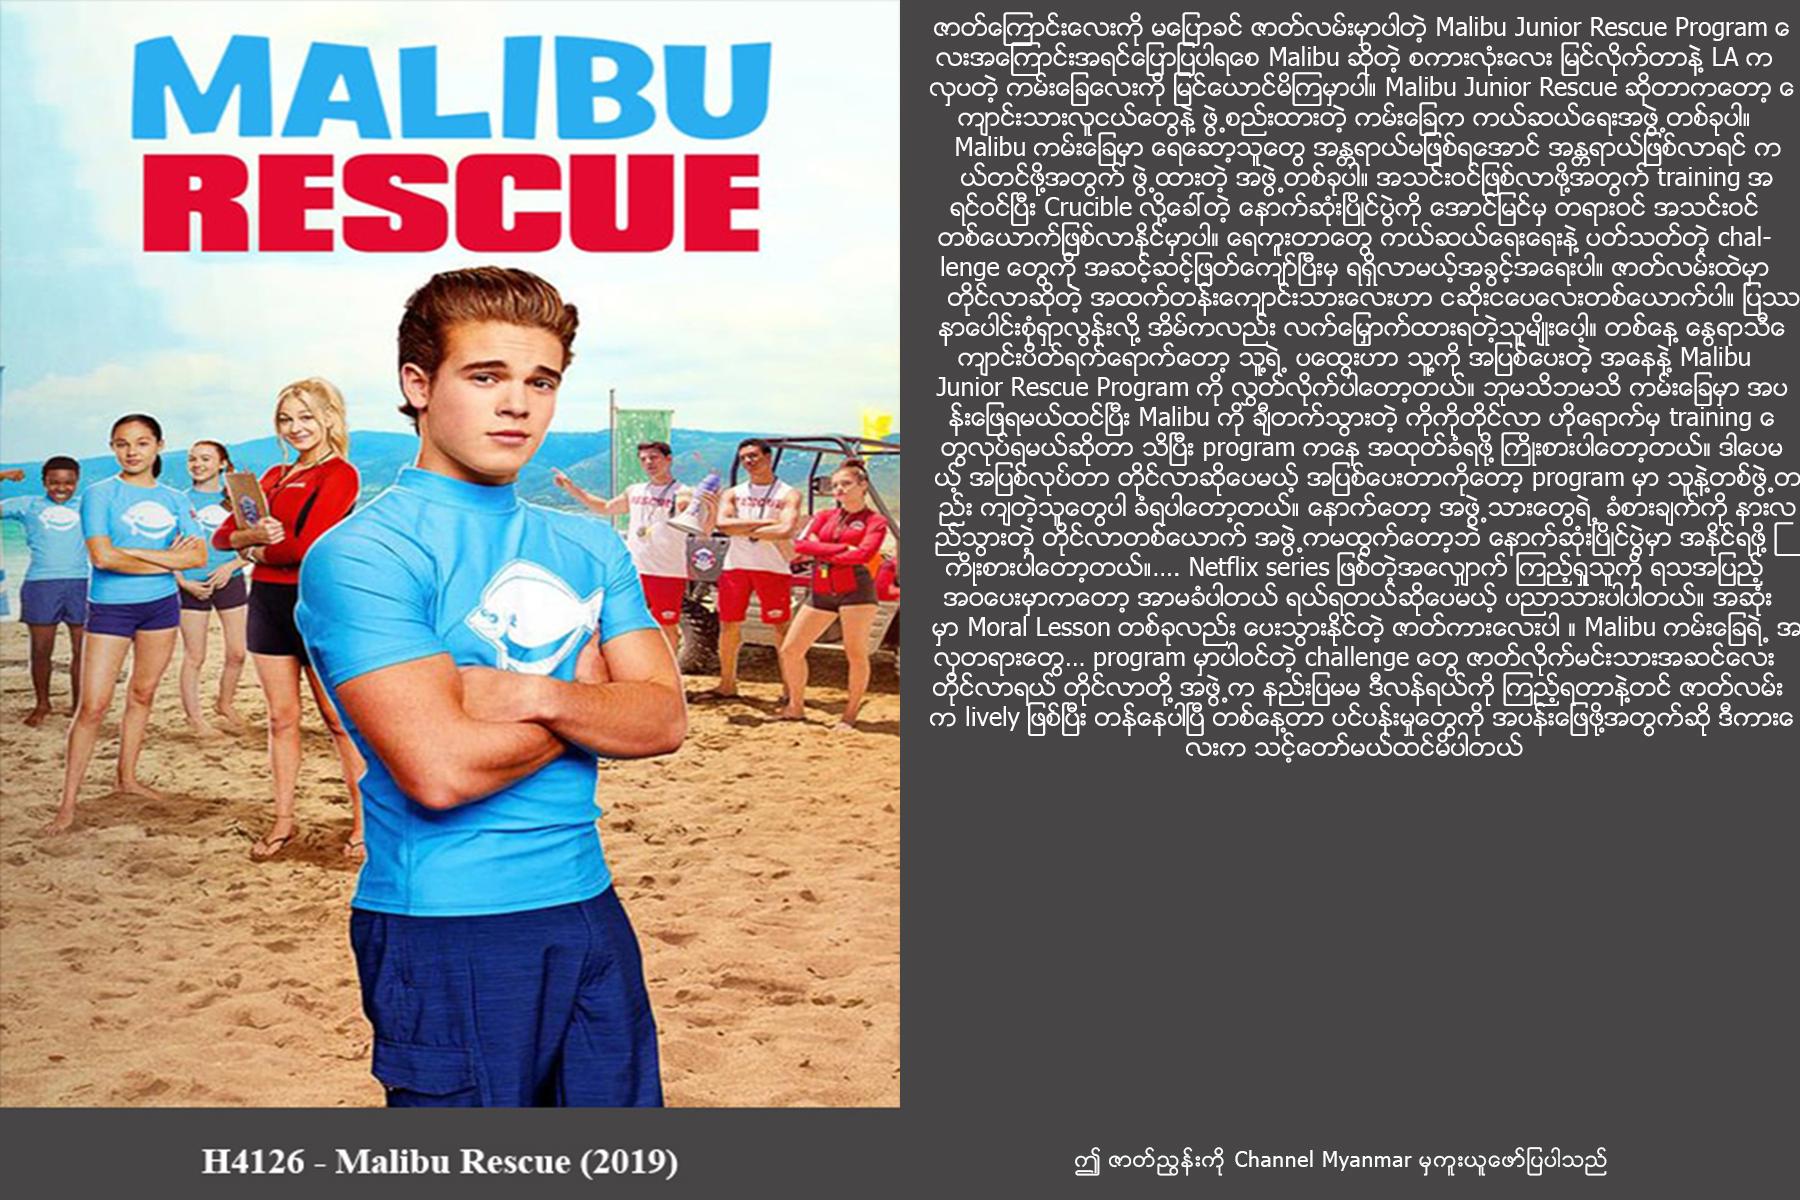 MALIBU
RESCUE
ဇာတ်ကြောင်းလေးကို မပြောခင် ဇာတ်လမ်းမှာပါတဲ့ Malibu Junior Rescue Program ေ
လးအကြောင်းအရင်ပြောပြပါရစေ Malibu ဆိုတဲ့ စကားလုံးလေး မြင်လိုက်တာနဲ့ LA က
လှပတဲ့ ကမ်းခြေလေးကို မြင်ယောင်မိကြမှာပါ။ Malibu Junior Rescue ဆိုတာကတော့ ေ
ကျာင်းသားလူငယ်တွေနဲ့ ဖွဲ့စည်းထားတဲ့ ကမ်းခြေက ကယ်ဆယ်ရေးအဖွဲ့တစ်ခုပါ။
Malibu ကမ်းခြေမှာ ရေဆော့သူတွေ အန္တရာယ်မဖြစ်ရအောင် အန္တရာယ်ဖြစ်လာရင် က
ယ်တင်ဖို့အတွက် ဖွဲ့ထားတဲ့ အဖွဲ့တစ်ခုပါ။ အသင်းဝင်ဖြစ်လာဖို့အတွက် training အ
ရင်ဝင်ပြီး Crucible လို့ခေါ်တဲ့ နောက်ဆုံးပြိုင်ပွဲကို အောင်မြင်မှ တရားဝင် အသင်းဝင်
တစ်ယောက်ဖြစ်လာနိုင်မှာပါ။ ရေကူးတာတွေ ကယ်ဆယ်ရေးရေးနဲ့ ပတ်သတ်တဲ့ chal-
lenge တွေကို အဆင့်ဆင့်ဖြတ်ကျော်ပြီးမှ ရရှိလာမယ့်အခွင့်အရေးပါ။ ဇာတ်လမ်းထဲမှာ
တိုင်လာဆိုတဲ့ အထက်တန်းကျောင်းသားလေးဟာ ငဆိုးငပေလေးတစ်ယောက်ပါ။ ပြဿ
နာပေါင်းစုံရှာလွန်းလို့ အိမ်ကလည်း လက်မြှောက်ထားရတဲ့သူမျိုးပေ့ါ။ တစ်နေ့ နွေရာသီေ
ကျာင်းပိတ်ရက်ရောက်တော့ သူ့ရဲ့ ပထွေးဟာ သူ့ကို အပြစ်ပေးတဲ့ အနေနဲ့ Malibu
Junior Rescue Program ကို လွှတ်လိုက်ပါတော့တယ်။ ဘုမသိဘမသိ ကမ်းခြေမှာ အပ
န်းဖြေရမယ်ထင်ပြီး Malibu ကို ချီတက်သွားတဲ့ ကိုကိုတိုင်လာ ဟိုရောက်မှ training ေ
တွလုပ်ရမယ်ဆိုတာ သိပြီး program ကနေ အထုတ်ခံရဖို့ ကြိုးစားပါတော့တယ်။ ဒါပေမ
ယ့် အပြစ်လုပ်တာ တိုင်လာဆိုပေမယ့် အပြစ်ပေးတာကိုတော့ program မှာ သူနဲ့တစ်ဖွဲ့တ
ည်း ကျတဲ့သူတွေပါ ခံရပါတော့တယ်။ နောက်တော့ အဖွဲ့သားတွေရဲ့ ခံစားချက်ကို နားလ
ည်သွားတဲ့ တိုင်လာတစ်ယောက် အဖွဲ့ကမထွက်တော့ဘဲ နောက်ဆုံးပြိုင်ပွဲမှာ အနိုင်ရဖို့ ြ
ကိုးစားပါတော့တယ်။.... Netflix series ဖြစ်တဲ့အလျှောက် ကြည့်ရှုသူကို ရသအပြည့်
အဝပေးမှာကတော့ အာမခံပါတယ် ရယ်ရတယ်ဆိုပေမယ့် ပညာသားပါပါတယ်။ အဆုံး
မှာ Moral Lesson တစ်ခုလည်း ပေးသွားနိုင်တဲ့ ဇာတ်ကားလေးပါ ။ Malibu ကမ်းခြေရဲ့ အ
လှတရားတွေ... program မှာပါဝင်တဲ့ challenge တွေ ဇာတ်လိုက်မင်းသားအဆင်လေး
တိုင်လာရယ် တိုင်လာတို့ အဖွဲ့က နည်းပြမမ ဒီလန်ရယ်ကို ကြည့်ရတာနဲ့တင် ဇာတ်လမ်း
က lively ဖြစ်ပြီး တန်နေပါပြီ တစ်နေ့တာ ပင်ပန်းမှုတွေကို အပန်းဖြေဖို့အတွက်ဆို ဒီကားေ
လးက သင့်တော်မယ်ထင်မိပါတယ်
H4126 - Malibu Rescue (2019)
ဤ ဇာတ်ညွှန်းကို Channel Myanmar မှကူးယူဖော်ပြပါသည်